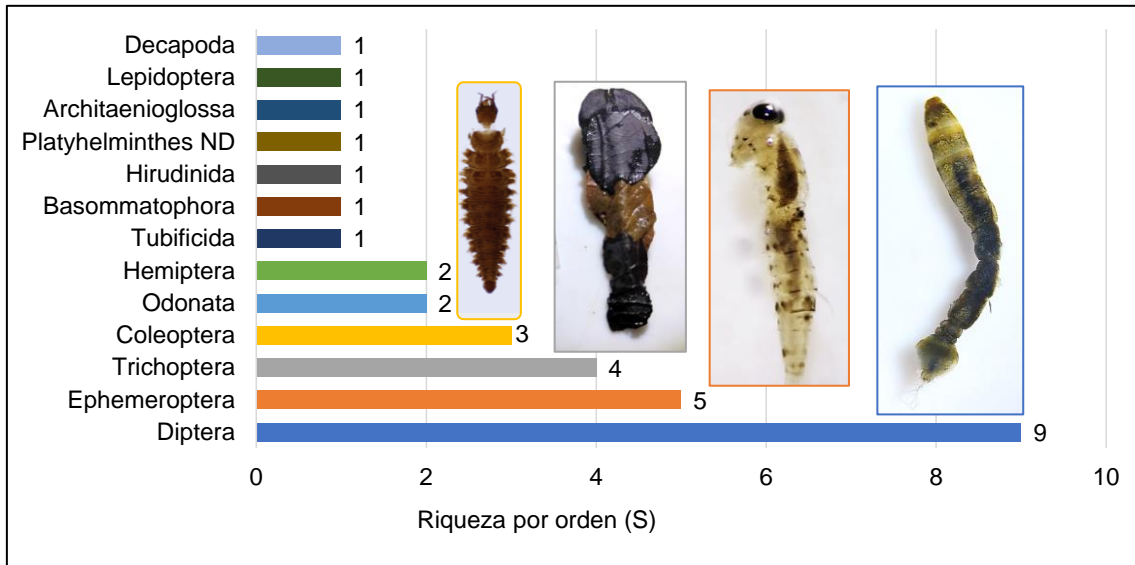 Decapoda 1
Lepidoptera 1
Architaenioglossa 1
Platyhelminthes ND 1
Hirudinida 1
Basommatophora 1
Tubificida 1
Hemiptera 2
Odonata 2
Coleoptera 3
Trichoptera 4
Ephemeroptera 5
Diptera 9
0 2 4 6 8 10
Riqueza por orden (S)